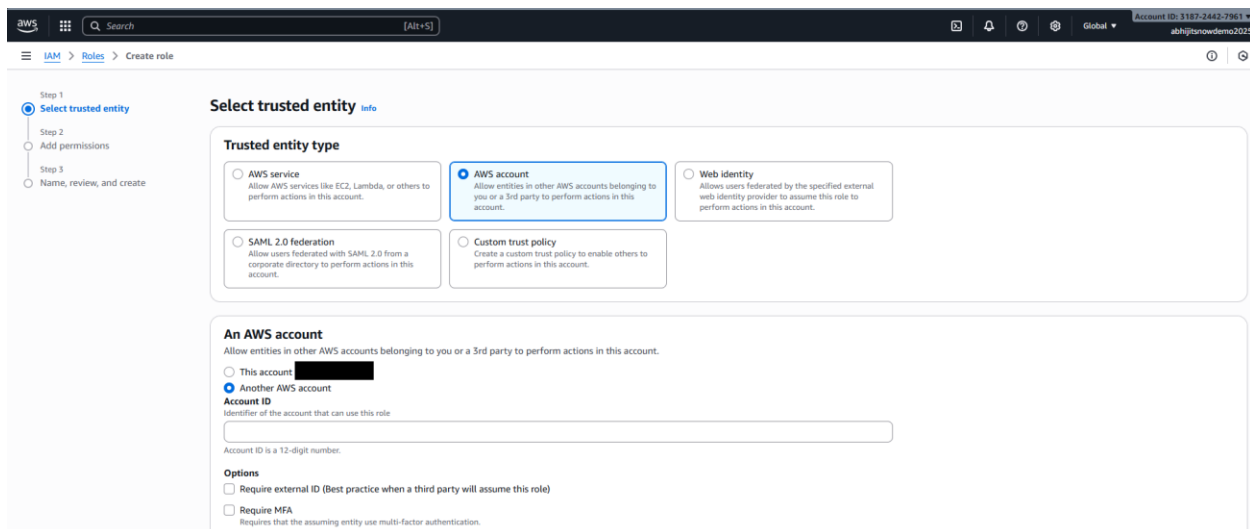 aws
Search [Alt+S]
Global
Account ID: 3187-2442-7961
abhijitsnowdemo2025
IAM > Roles > Create role
Step 1
Select trusted entity
Step 2
Add permissions
Step 3
Name, review, and create
Select trusted entity Info
Trusted entity type
AWS service
Allow AWS services like EC2, Lambda, or others to
perform actions in this account.
AWS account
Allow entities in other AWS accounts belonging to
you or a 3rd party to perform actions in this
account.
Web identity
Allows users federated by the specified external
web identity provider to assume this role to
perform actions in this account.
SAML 2.0 federation
Allow users federated with SAML 2.0 from a
corporate directory to perform actions in this
account.
Custom trust policy
Create a custom trust policy to enable others to
perform actions in this account.
An AWS account
Allow entities in other AWS accounts belonging to you or a 3rd party to perform actions in this account.
This account
Another AWS account
Account ID
Identifier of the account that can use this role
Account ID is a 12-digit number.
Options
Require external ID (Best practice when a third party will assume this role)
Require MFA
Requires that the assuming entity use multi-factor authentication.